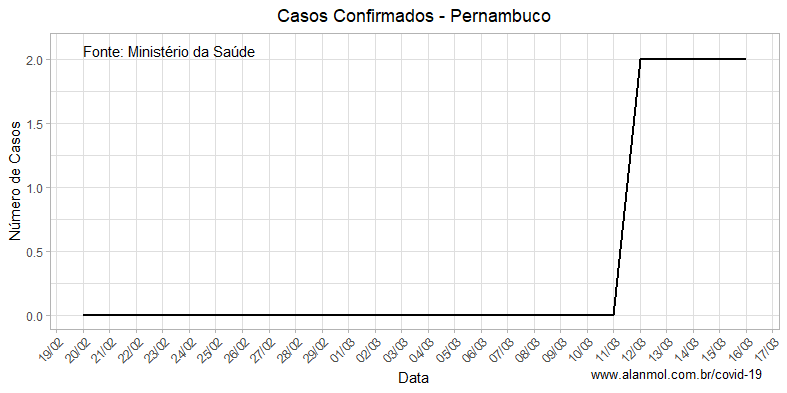 Casos Confirmados - Pernambuco
Fonte: Ministério da Saúde
Número de Casos
2.0
1.5
1.0
0.5
0.0
19/02 20/02 21/02 22/02 23/02 24/02 25/02 26/02 27/02 28/02 29/02 01/03 02/03 03/03 04/03 05/03 06/03 07/03 08/03 09/03 10/03 11/03 12/03 13/03 14/03 15/03 16/03 17/03
Data
www.alanmol.com.br/covid-19